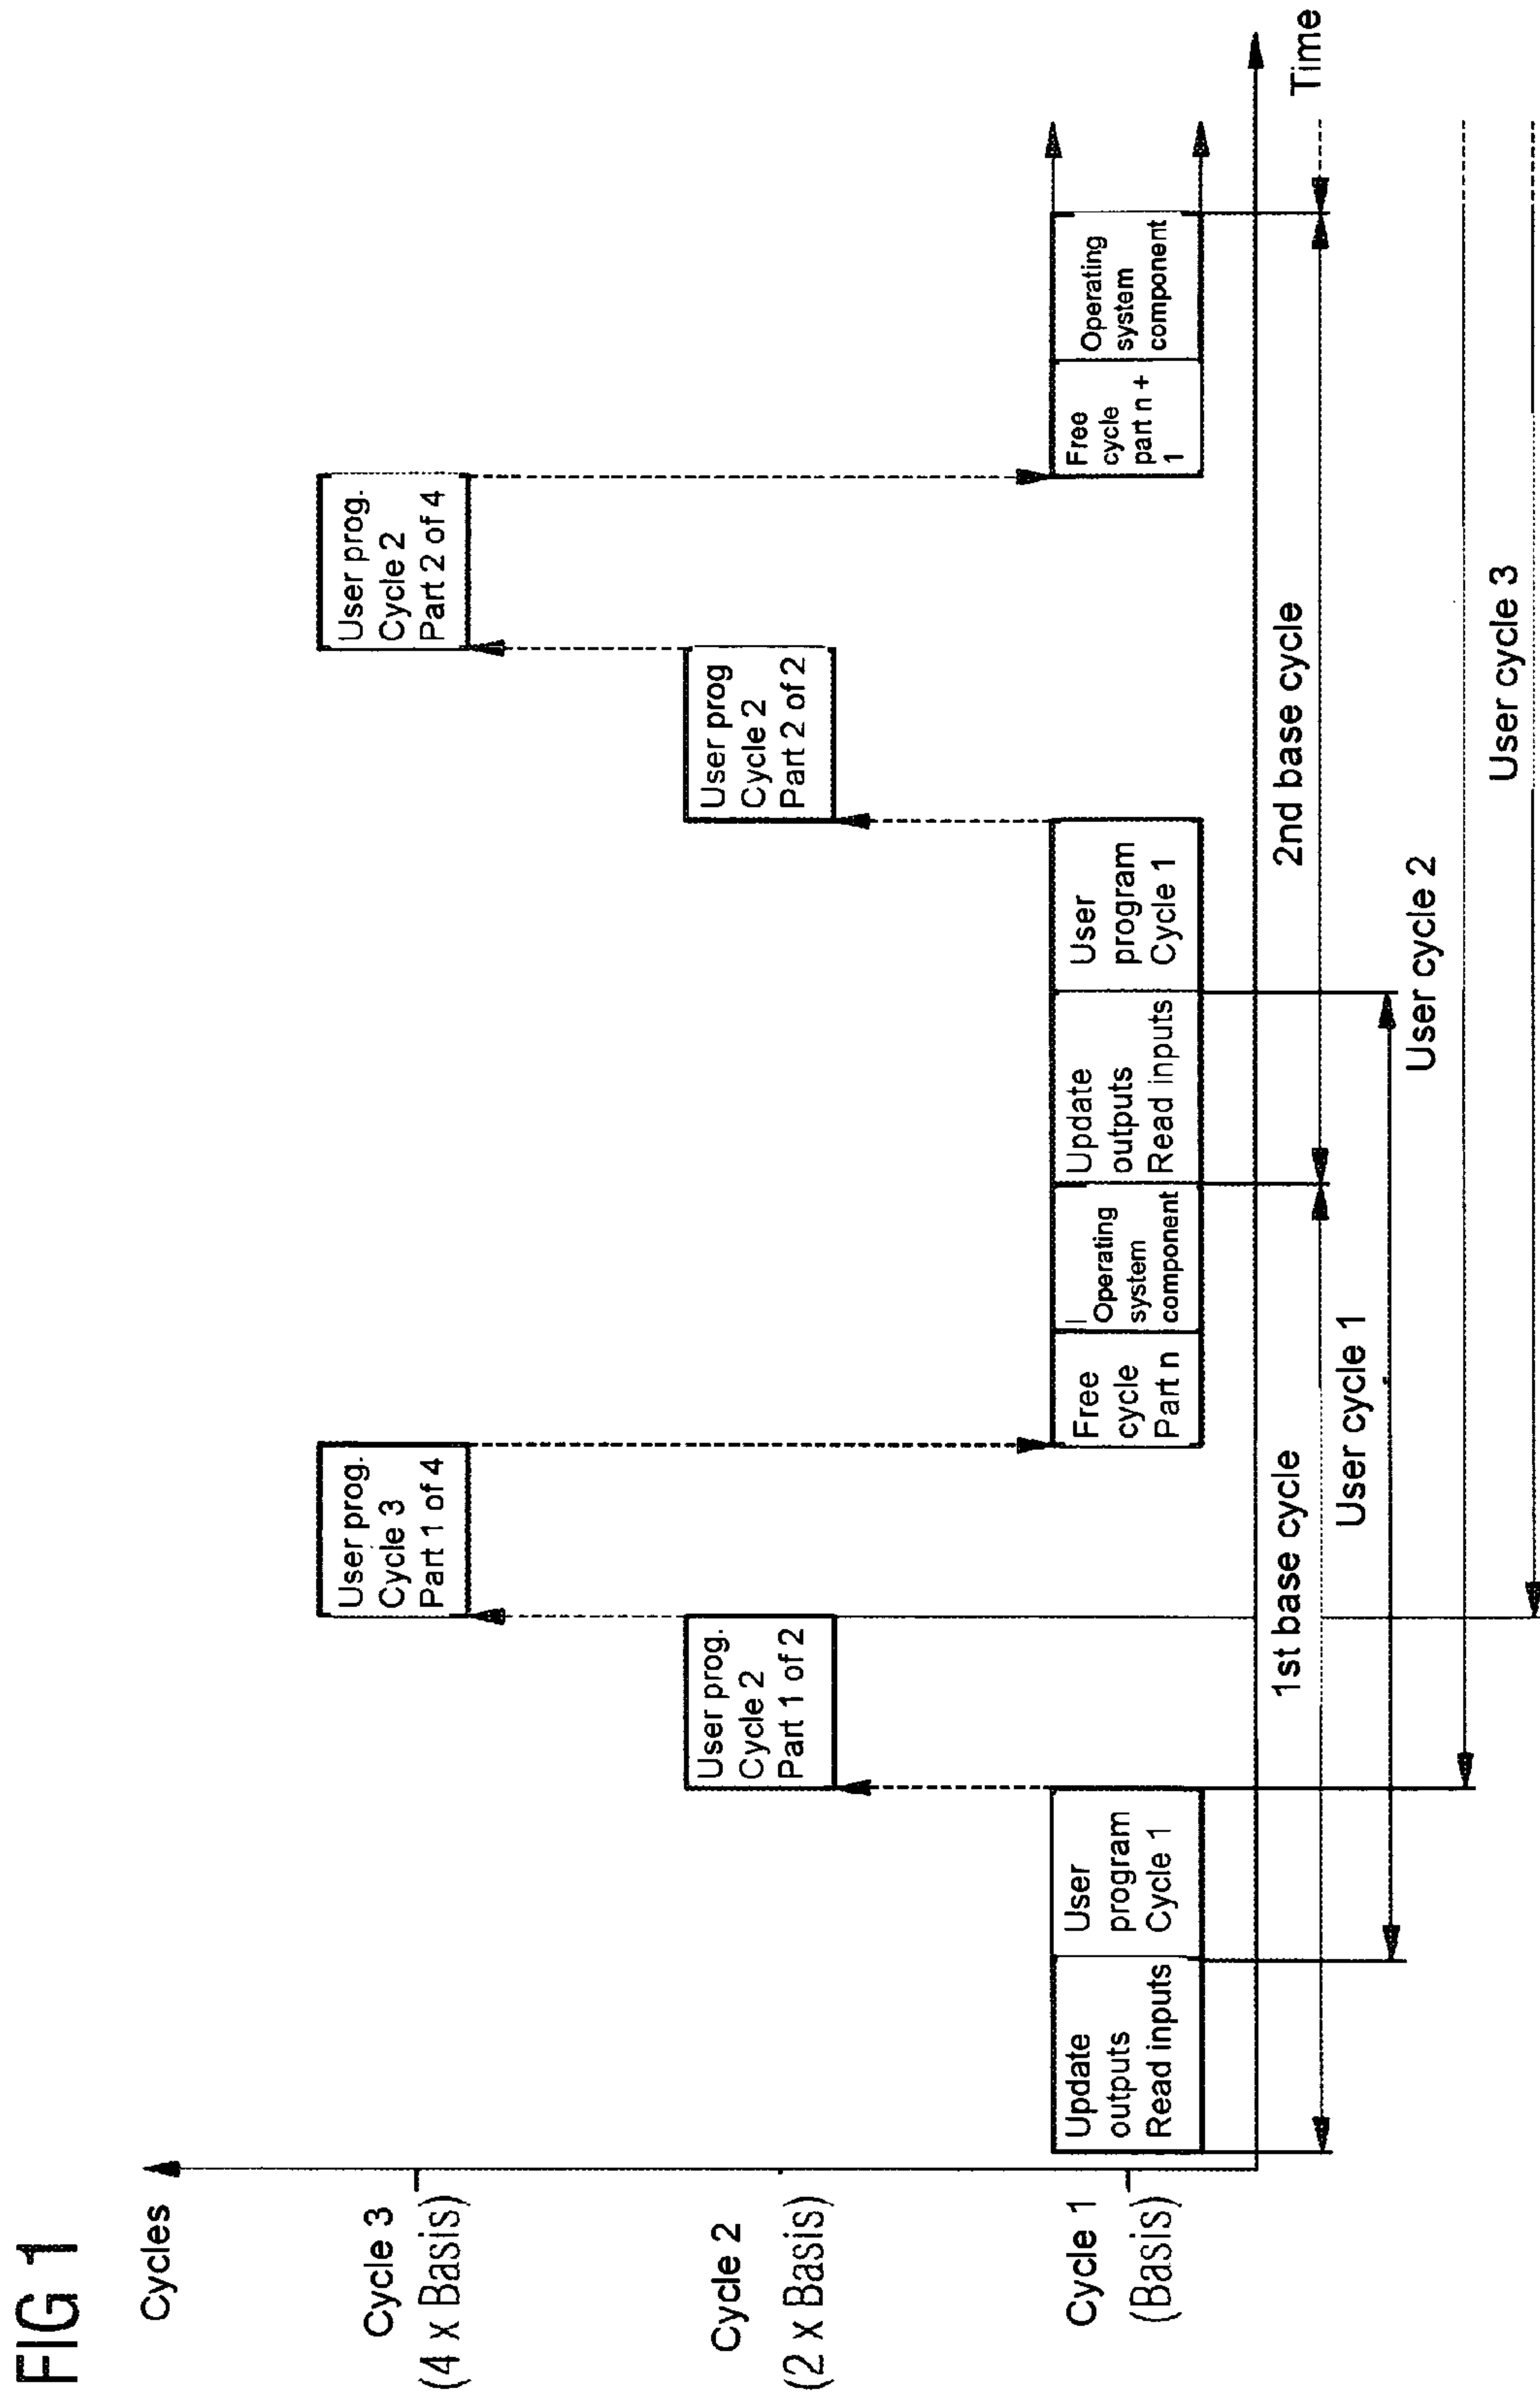 FIG 1
Cycles
Cycle 3
(4 x Basis)
Cycle 2
(2 x Basis)
Cycle 1
(Basis)
User prog.
Cycle 3
Part 1 of 4
User prog.
Cycle 2
Part 2 of 4
User prog.
Cycle 2
Part 1 of 2
User prog
Cycle 2
Part 2 of 2
Update
outputs
Read inputs
User
program
Cycle 1
Free
cycle
Part n
Operating
system
component
Update
outputs
Read inputs
User
program
Cycle 1
Free
cycle
part n +
1
Operating
system
component
Time
1st base cycle
2nd base cycle
User cycle 1
User cycle 2
User cycle 3